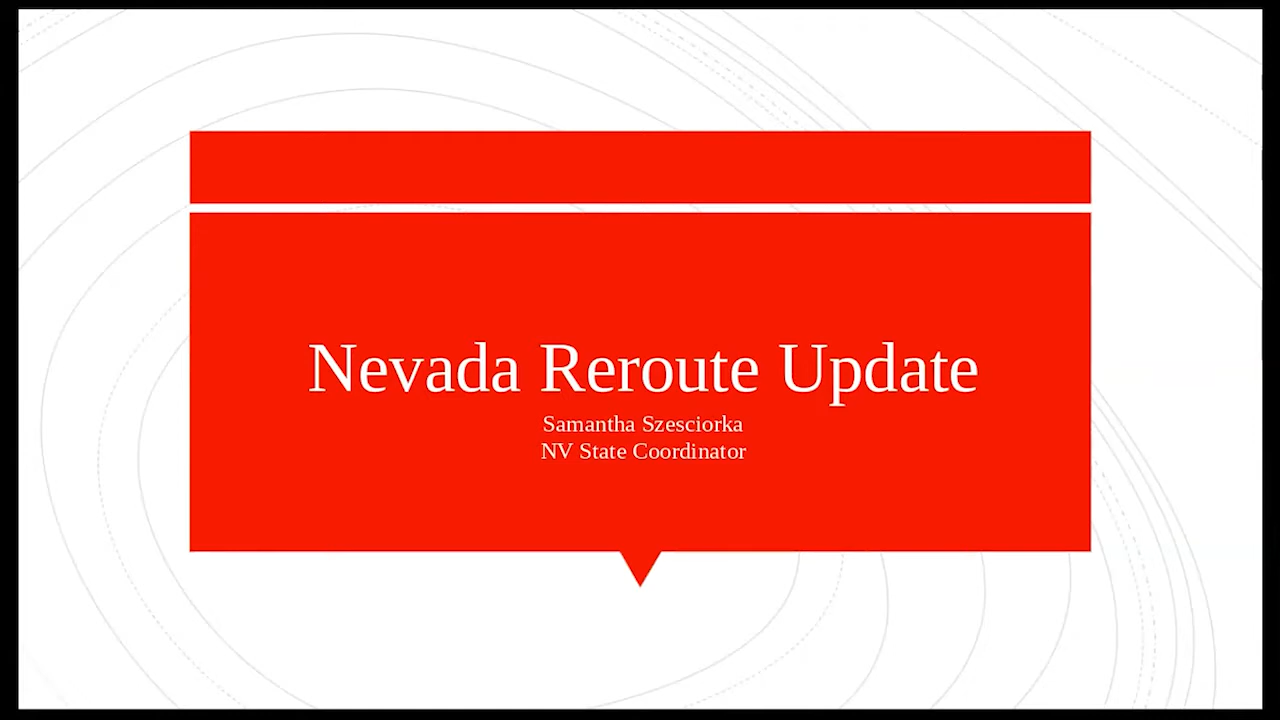 Nevada Reroute Update
Samantha Szesciorka
NV State Coordinator